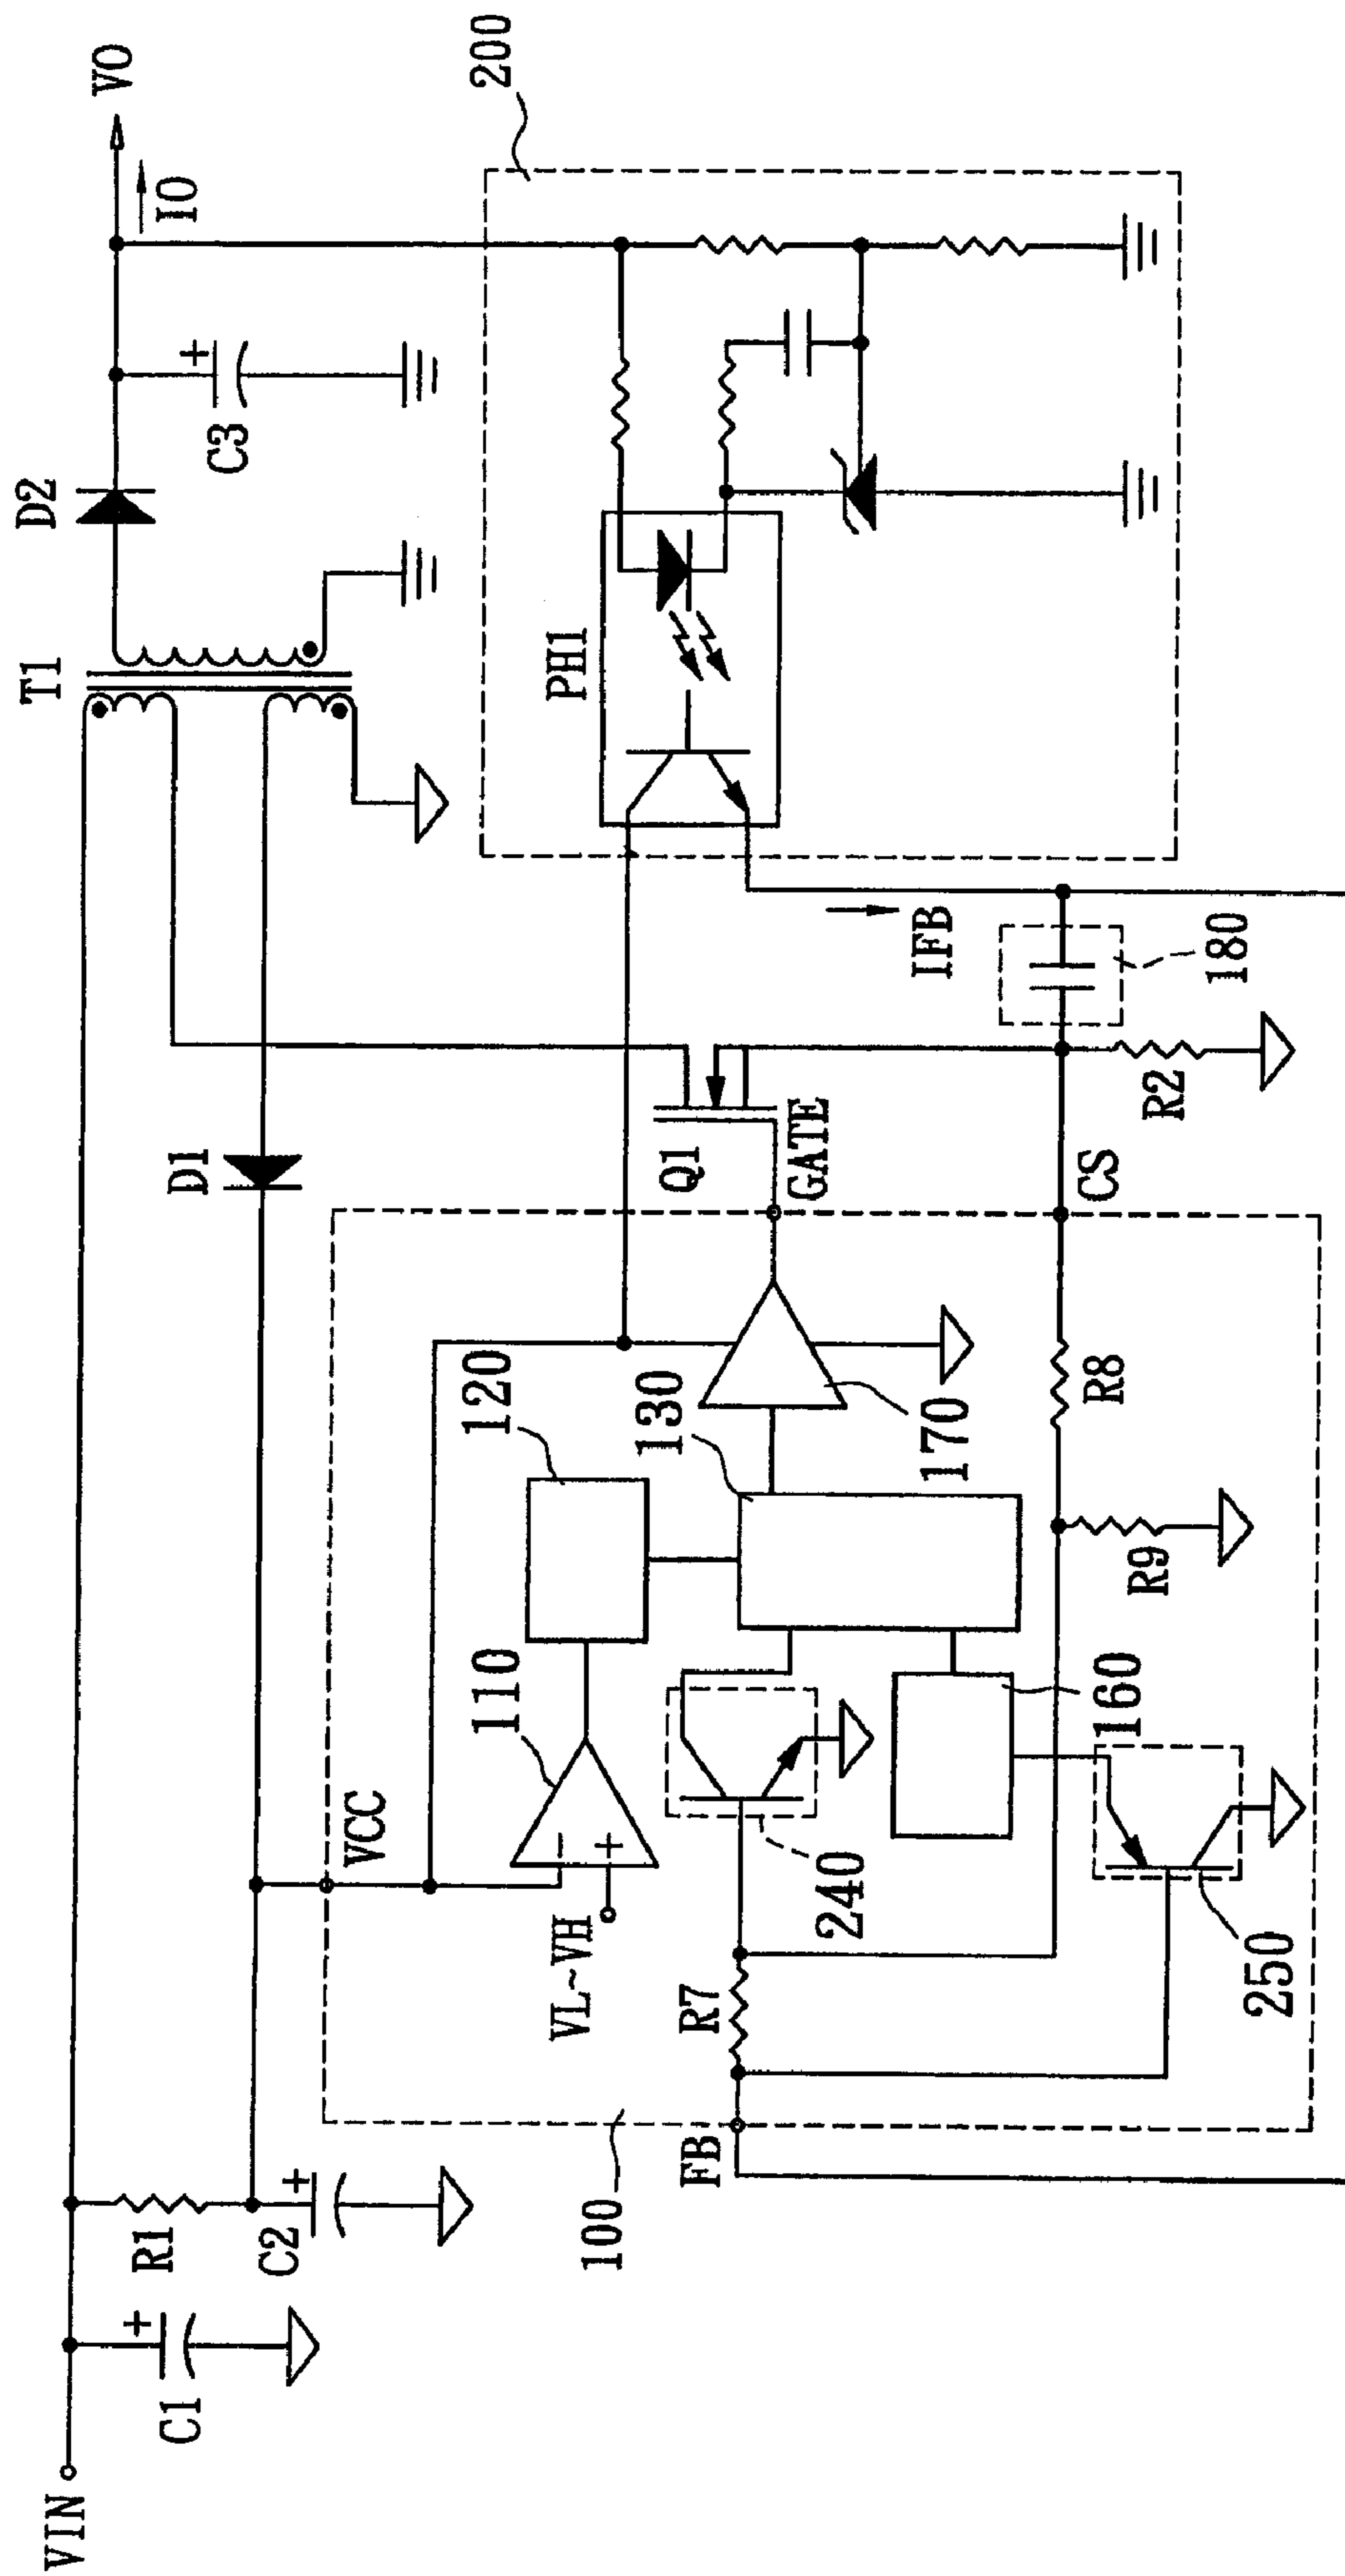 VIN
C1
+
R1
C2
+
D1
T1
D2
C3
+
VO
IO
VCC
110
−
+
VL~VH
120
130
170
Q1
GATE
PH1
200
IFB
180
100
FB
R7
240
160
250
R9
R8
CS
R2